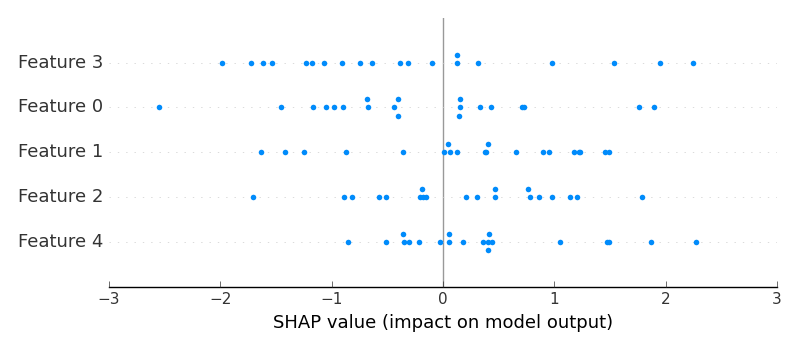 Feature 3
Feature 0
Feature 1
Feature 2
Feature 4
−3 −2 −1 0 1 2 3
SHAP value (impact on model output)